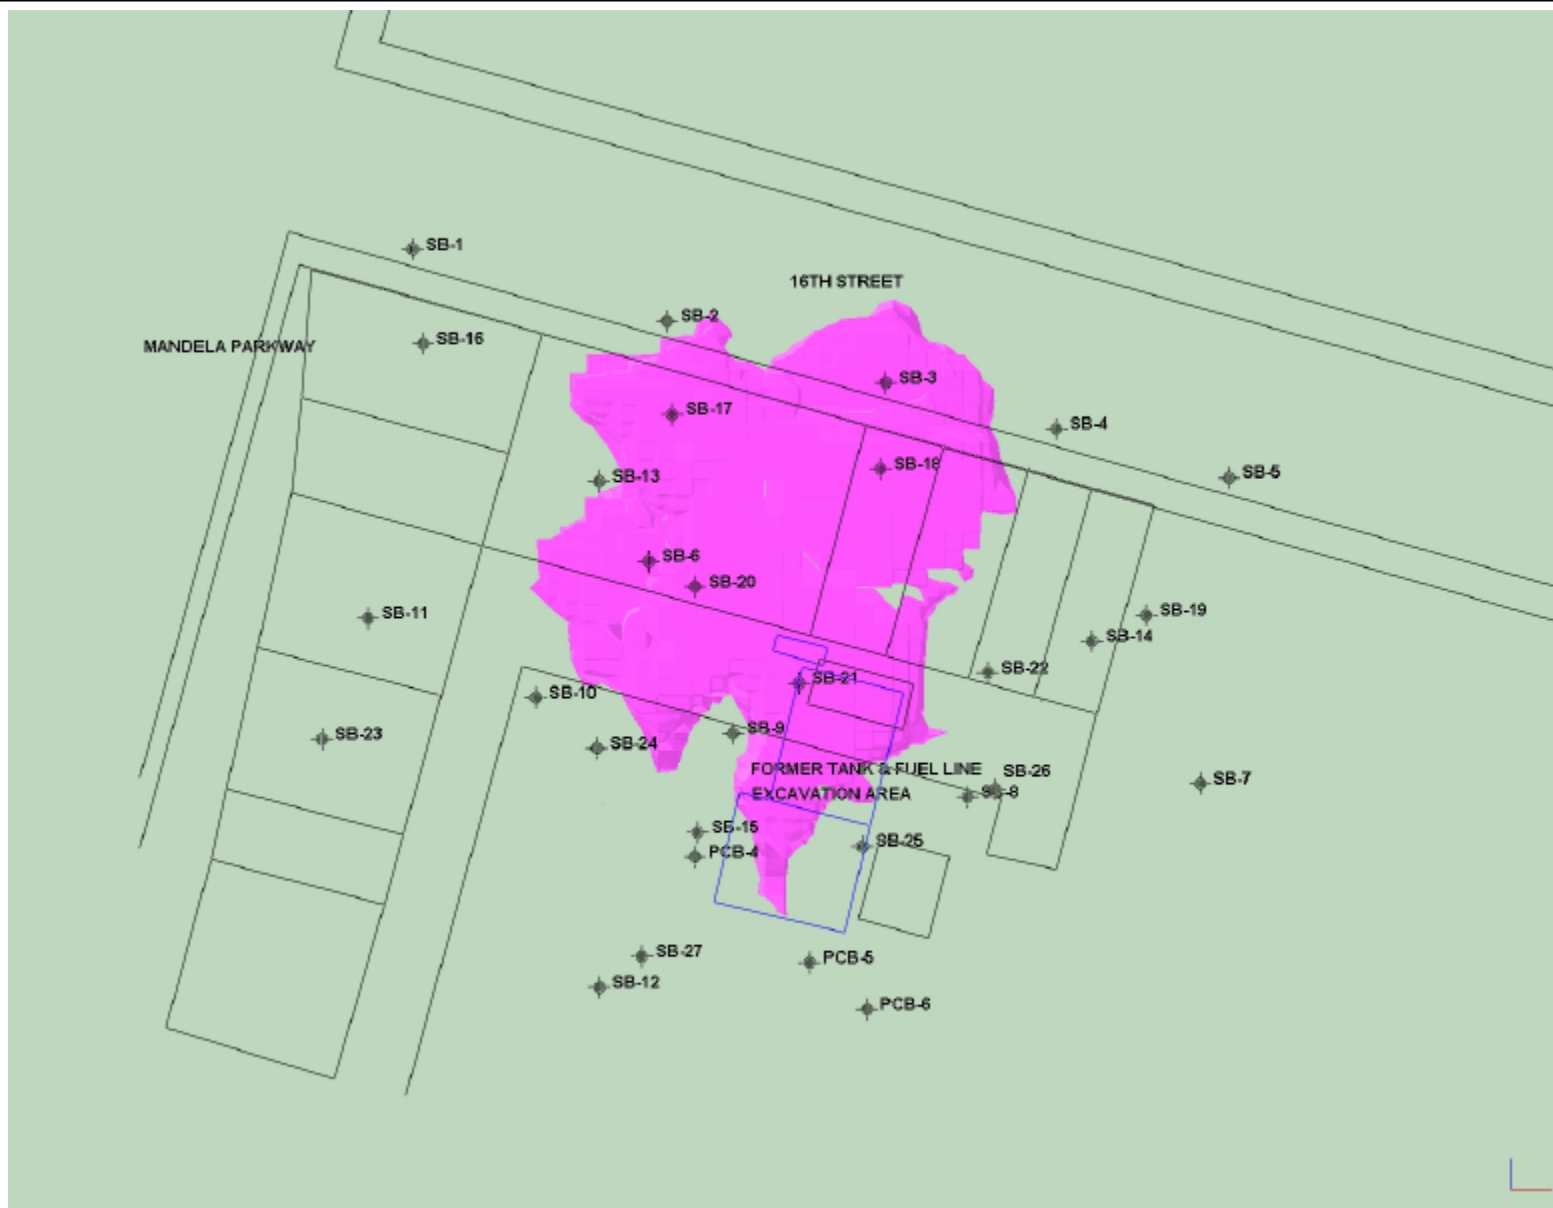 SB-1
16TH STREET
SB-2
SB-16
MANDELA PARKWAY
SB-3
SB-17
SB-4
SB-18
SB-5
SB-13
SB-6
SB-20
SB-11
SB-19
SB-14
SB-22
SB-21
SB-10
SB-9
SB-23
SB-24
FORMER TANK & FUEL LINE
EXCAVATION AREA
SB-26
SB-8
SB-7
SB-15
PCB-4
SB-25
SB-27
PCB-5
SB-12
PCB-6